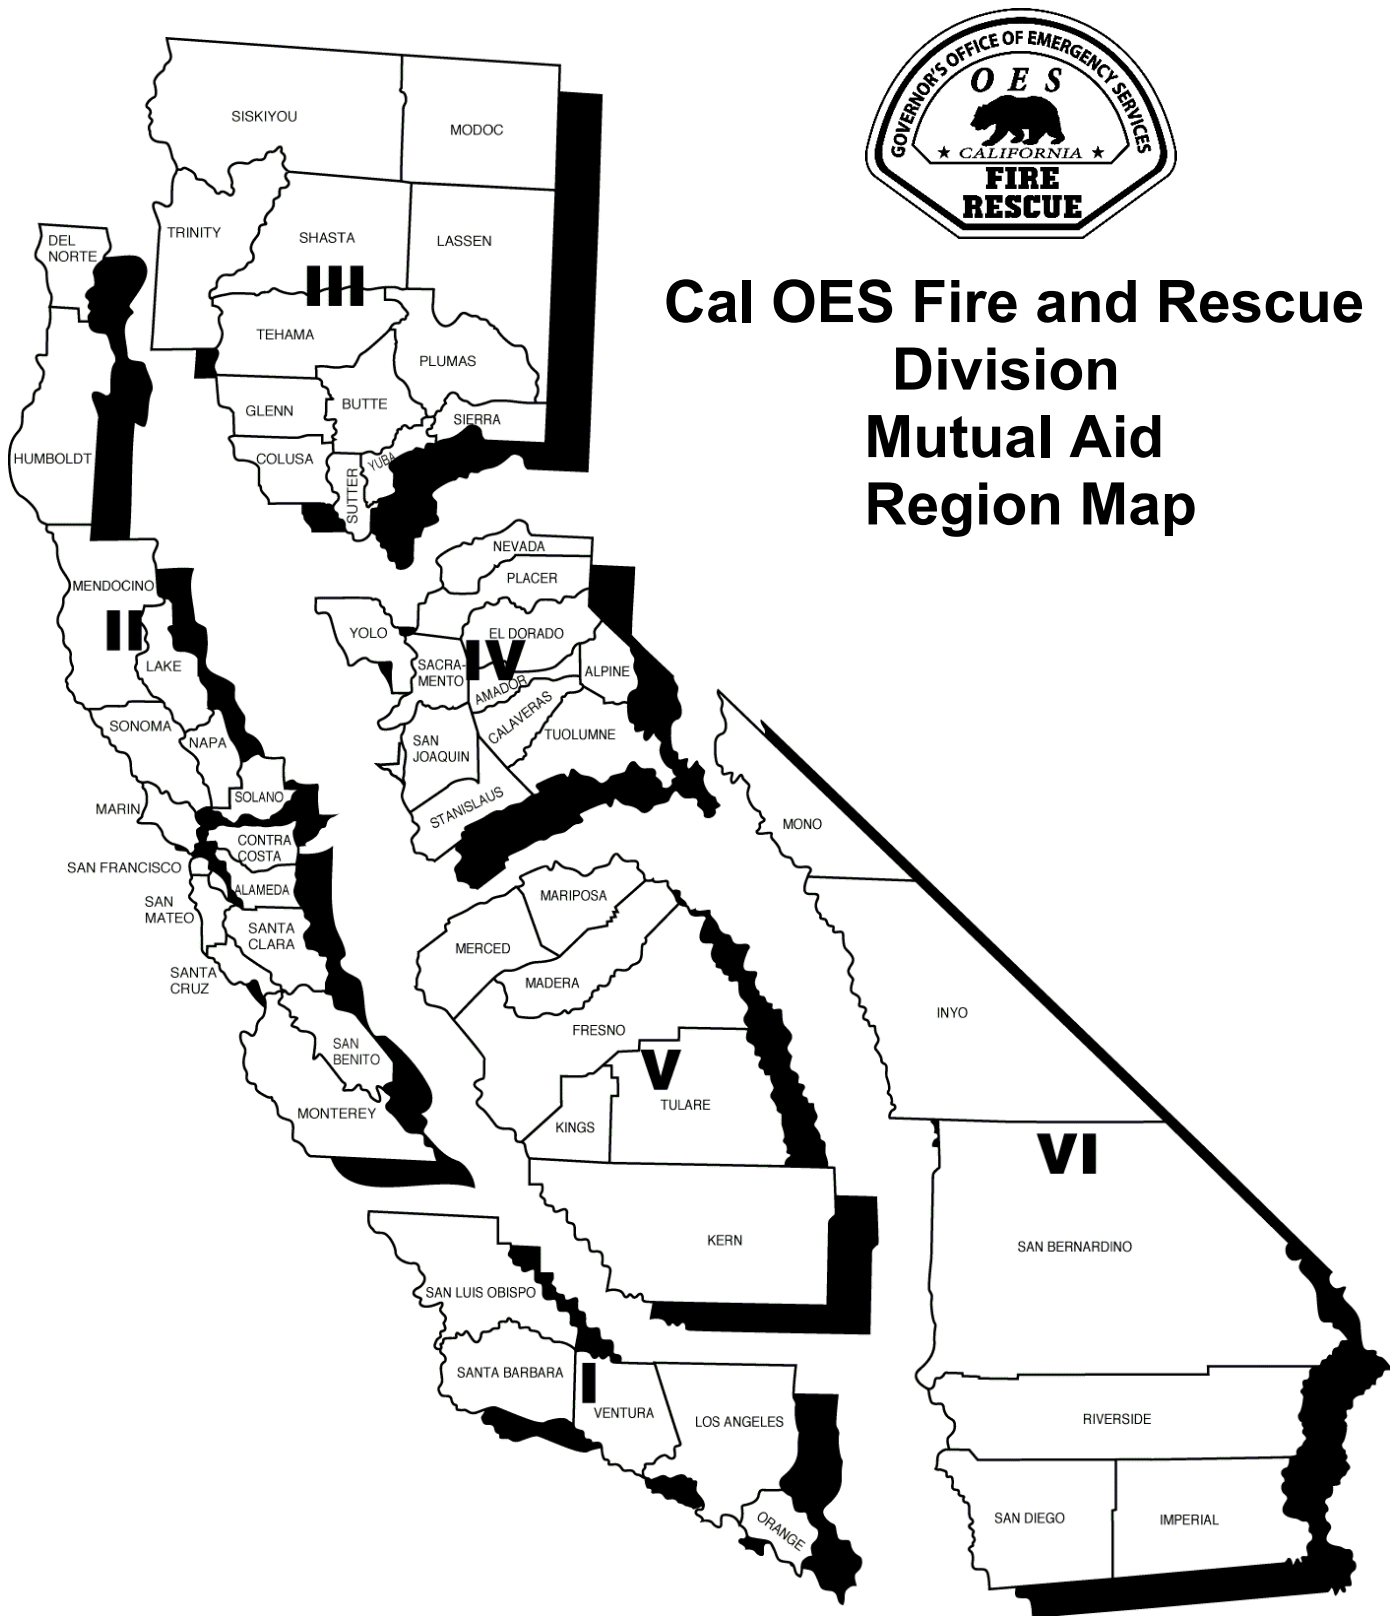 GOVERNOR'S OFFICE OF EMERGENCY SERVICES
OES
★ CALIFORNIA ★
FIRE
RESCUE
Cal OES Fire and Rescue
Division
Mutual Aid
Region Map
SISKIYOU
MODOC
TRINITY
SHASTA
LASSEN
III
TEHAMA
PLUMAS
GLENN
BUTTE
SIERRA
COLUSA
SUTTER
YUBA
DEL
NORTE
HUMBOLDT
MENDOCINO
II
LAKE
SONOMA
NAPA
SOLANO
MARIN
CONTRA
COSTA
SAN FRANCISCO
ALAMEDA
SAN
MATEO
SANTA
CLARA
SANTA
CRUZ
SAN
BENITO
MONTEREY
NEVADA
PLACER
YOLO
EL DORADO
IV
SACRA-
MENTO
AMADOR
ALPINE
CALAVERAS
SAN
JOAQUIN
TUOLUMNE
STANISLAUS
MARIPOSA
MERCED
MADERA
FRESNO
V
TULARE
KINGS
KERN
SAN LUIS OBISPO
SANTA BARBARA
I
VENTURA
LOS ANGELES
ORANGE
MONO
INYO
VI
SAN BERNARDINO
RIVERSIDE
SAN DIEGO
IMPERIAL